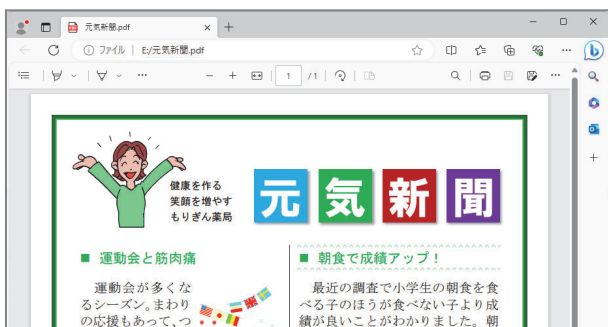 元気新聞.pdf
ファイル
E:/元気新聞.pdf
1 /1
健康を作る
笑顔を増やす
もりぎん薬局
元気新聞
■ 運動会と筋肉痛
運動会が多くな
るシーズン。まわり
の応援もあって、つ
■ 朝食で成績アップ！
最近の調査で小学生の朝食を食
べる子のほうが食べない子より成
績が良いことがわかりました。朝